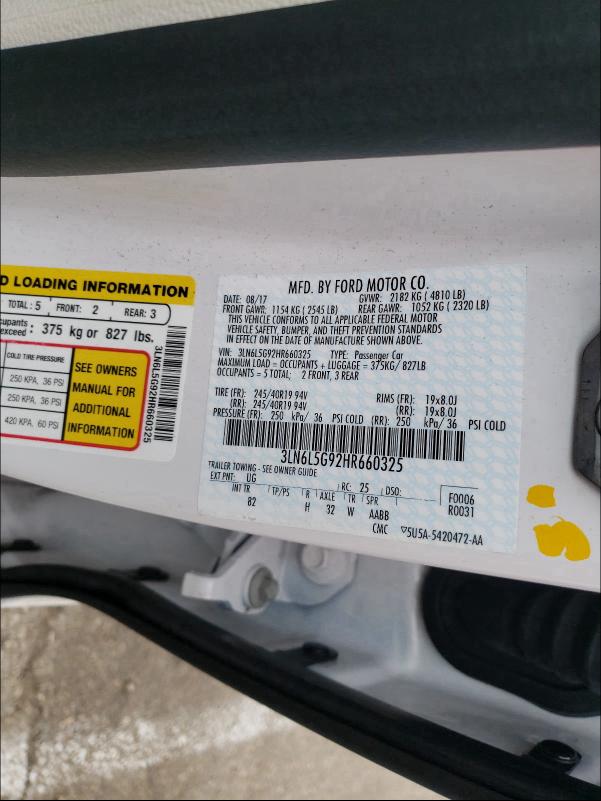 D LOADING INFORMATION
TOTAL: 5 FRONT: 2 REAR: 3
cupants
exceed : 375 kg or 827 lbs.
COLD TIRE PRESSURE
250 KPA, 36 PSI
250 KPA, 36 PSI
420 KPA, 60 PSI
SEE OWNERS
MANUAL FOR
ADDITIONAL
INFORMATION
3LN6L5G92HR660325
MFD. BY FORD MOTOR CO.
DATE: 08/17 GVWR: 2182 KG (4810 LB)
FRONT GAWR: 1154 KG (2545 LB) REAR GAWR: 1052 KG (2320 LB)
THIS VEHICLE CONFORMS TO ALL APPLICABLE FEDERAL MOTOR
VEHICLE SAFETY, BUMPER, AND THEFT PREVENTION STANDARDS
IN EFFECT ON THE DATE OF MANUFACTURE SHOWN ABOVE.
VIN: 3LN6L5G92HR660325 TYPE: Passenger Car
MAXIMUM LOAD = OCCUPANTS + LUGGAGE = 375KG/ 827LB
OCCUPANTS = 5 TOTAL; 2 FRONT, 3 REAR
TIRE (FR): 245/40R19 94V RIMS (FR): 19x8.0J
(RR): 245/40R19 94V (RR): 19x8.0J
PRESSURE (FR): 250 kPa/ 36 PSI COLD (RR): 250 kPa/ 36 PSI COLD
3LN6L5G92HR660325
TRAILER TOWING - SEE OWNER GUIDE
EXT PNT: UG RC: 25 DSO: F0006
INT TR TP/PS R AXLE TR SPR R0031
B2 H 32 W AABB
CMC 5U5A-5420472-AA